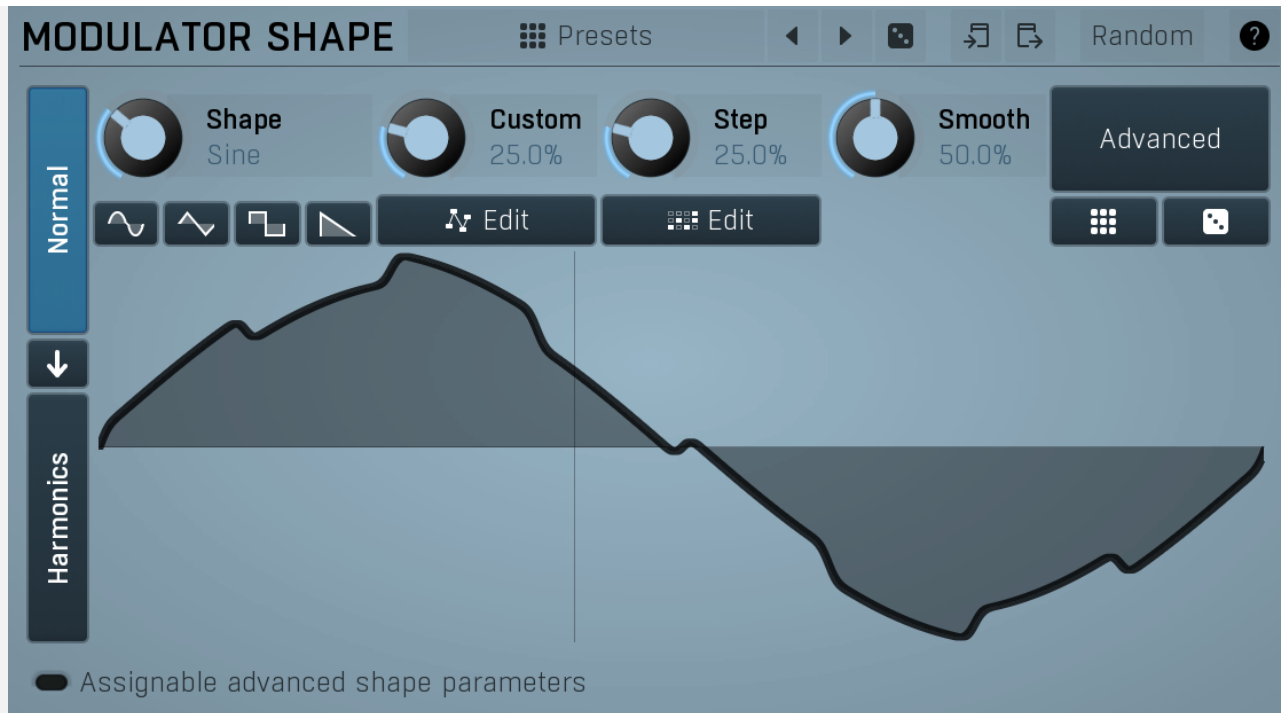 MODULATOR SHAPE Presets Random ?
Normal
Shape Custom Step Smooth
Sine 25.0% 25.0% 50.0%
Advanced
Edit Edit
Harmonics
Assignable advanced shape parameters